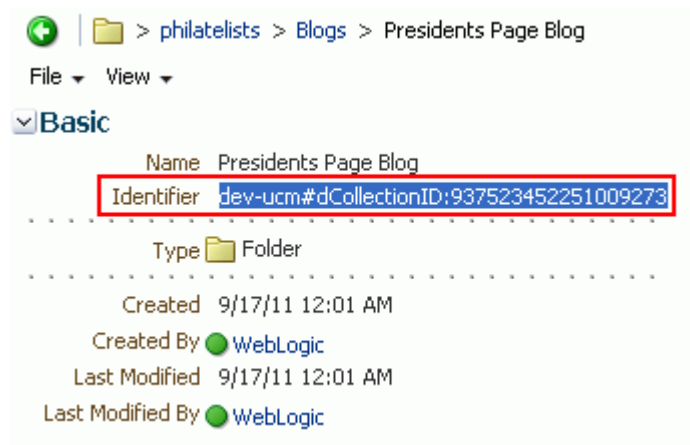 > philatelists > Blogs > Presidents Page Blog
File View
Basic
Name Presidents Page Blog
Identifier dev-ucm#dCollectionID:937523452251009273
Type Folder
Created 9/17/11 12:01 AM
Created By WebLogic
Last Modified 9/17/11 12:01 AM
Last Modified By WebLogic